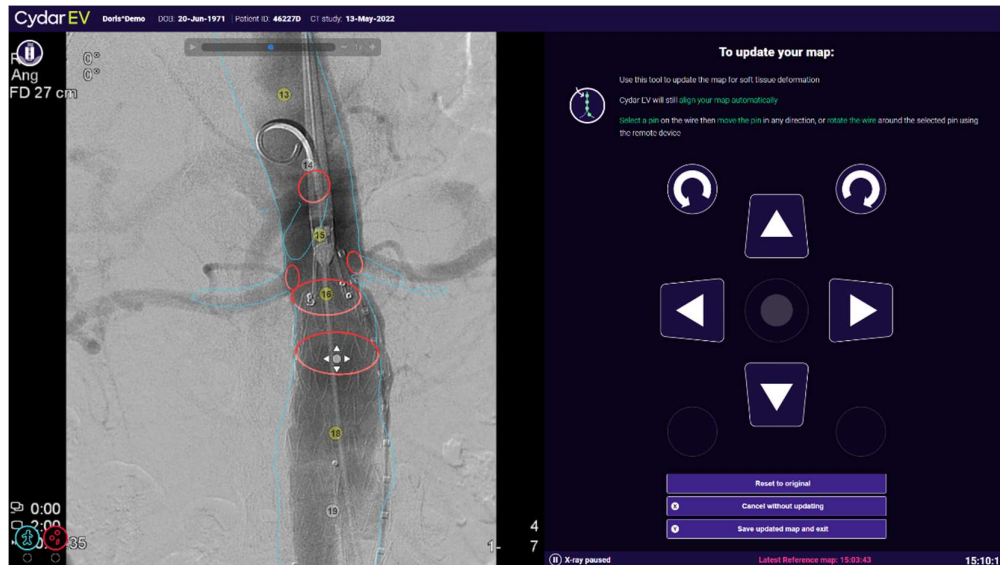 Cydar EV Doris*Demo DOB: 20-Jun-1971 Patient ID: 46227D CT study: 13-May-2022
0°
Ang 0°
FD 27 cm
13
14
15
16
18
19
0:00
2:00
35
4
1- 7
To update your map:
Use this tool to update the map for soft tissue deformation
Cydar EV will still align your map automatically
Select a pin on the wire then move the pin in any direction, or rotate the wire around the selected pin using
the remote device
Reset to original
X Cancel without updating
Y Save updated map and exit
X-ray paused Latest Reference map: 15:03:43